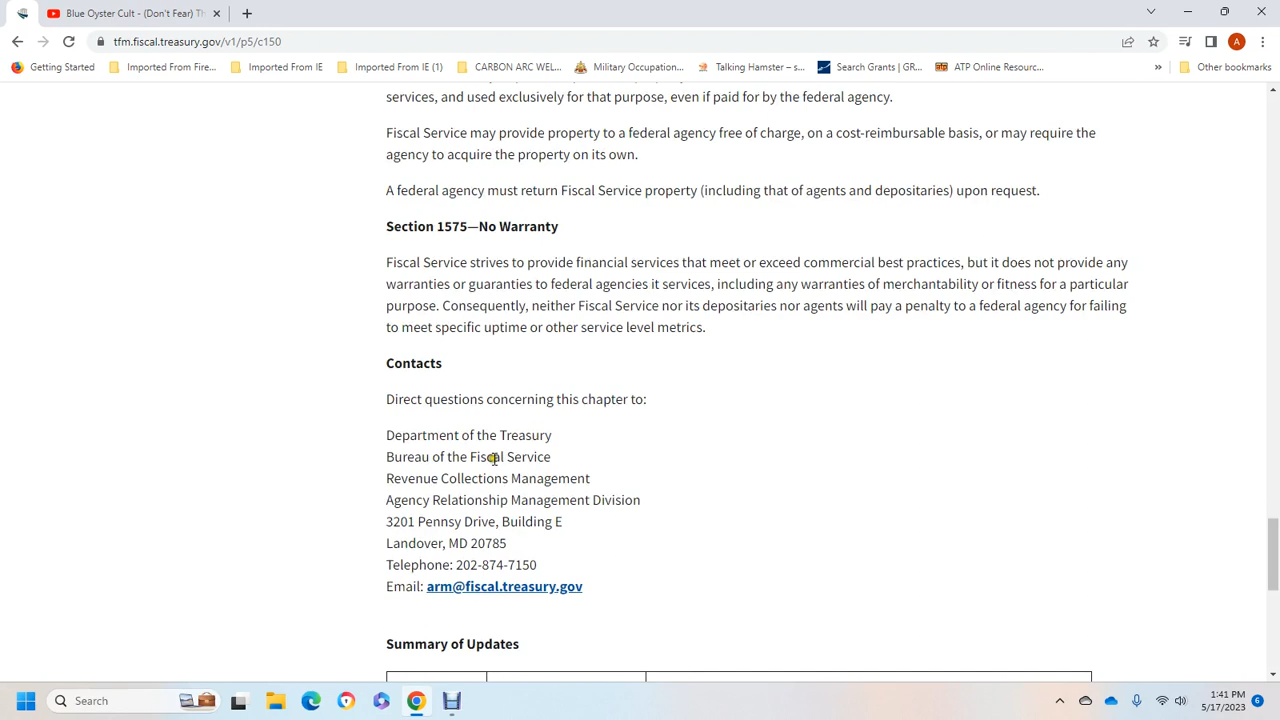 Blue Oyster Cult - (Don't Fear) Th
tfm.fiscal.treasury.gov/v1/p5/c150
A
Getting Started
Imported From Fire...
Imported From IE
Imported From IE (1)
CARBON ARC WEL...
Military Occupation...
Talking Hamster – s...
Search Grants | GR...
ATP Online Resourc...
»
Other bookmarks
services, and used exclusively for that purpose, even if paid for by the federal agency.
Fiscal Service may provide property to a federal agency free of charge, on a cost-reimbursable basis, or may require the
agency to acquire the property on its own.
A federal agency must return Fiscal Service property (including that of agents and depositaries) upon request.
Section 1575—No Warranty
Fiscal Service strives to provide financial services that meet or exceed commercial best practices, but it does not provide any
warranties or guaranties to federal agencies it services, including any warranties of merchantability or fitness for a particular
purpose. Consequently, neither Fiscal Service nor its depositaries nor agents will pay a penalty to a federal agency for failing
to meet specific uptime or other service level metrics.
Contacts
Direct questions concerning this chapter to:
Department of the Treasury
Bureau of the Fiscal Service
Revenue Collections Management
Agency Relationship Management Division
3201 Pennsy Drive, Building E
Landover, MD 20785
Telephone: 202-874-7150
Email: arm@fiscal.treasury.gov
Summary of Updates
Search
1:41 PM
5/17/2023
6